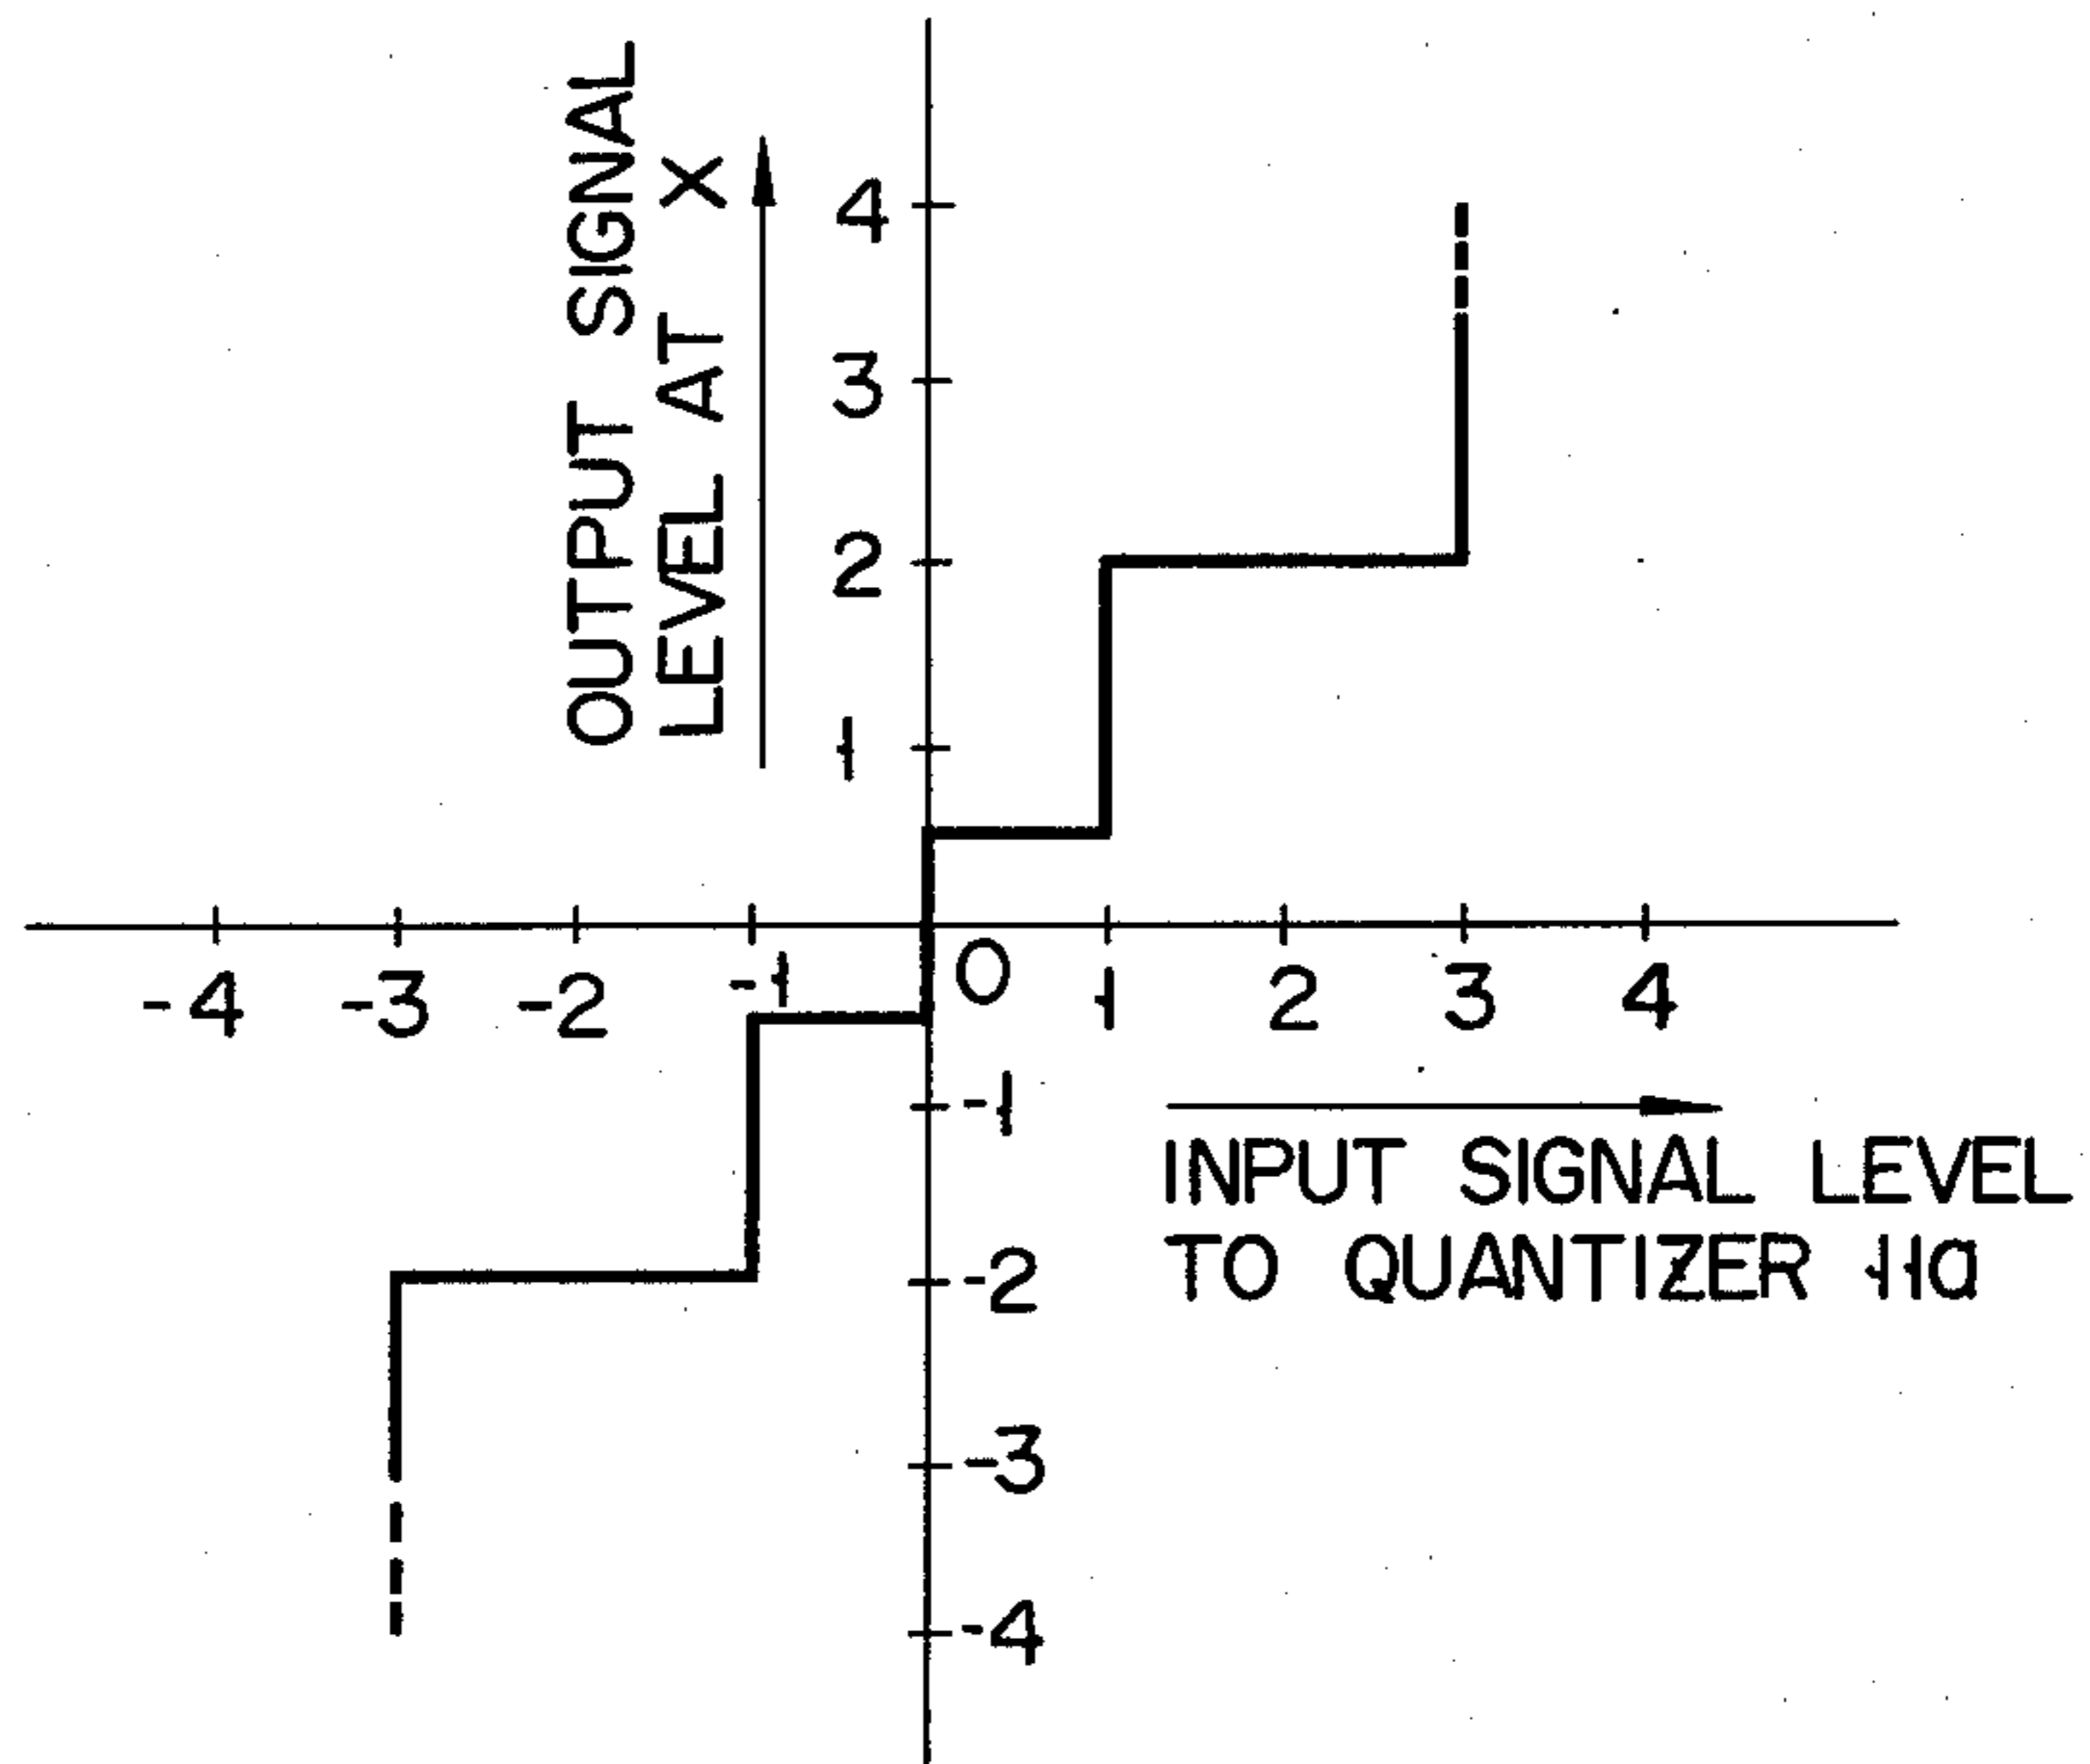 OUTPUT SIGNAL
LEVEL AT X
4
3
2
1
-4 -3 -2 -1 0 1 2 3 4
-1
-2
-3
-4
INPUT SIGNAL LEVEL
TO QUANTIZER 11a